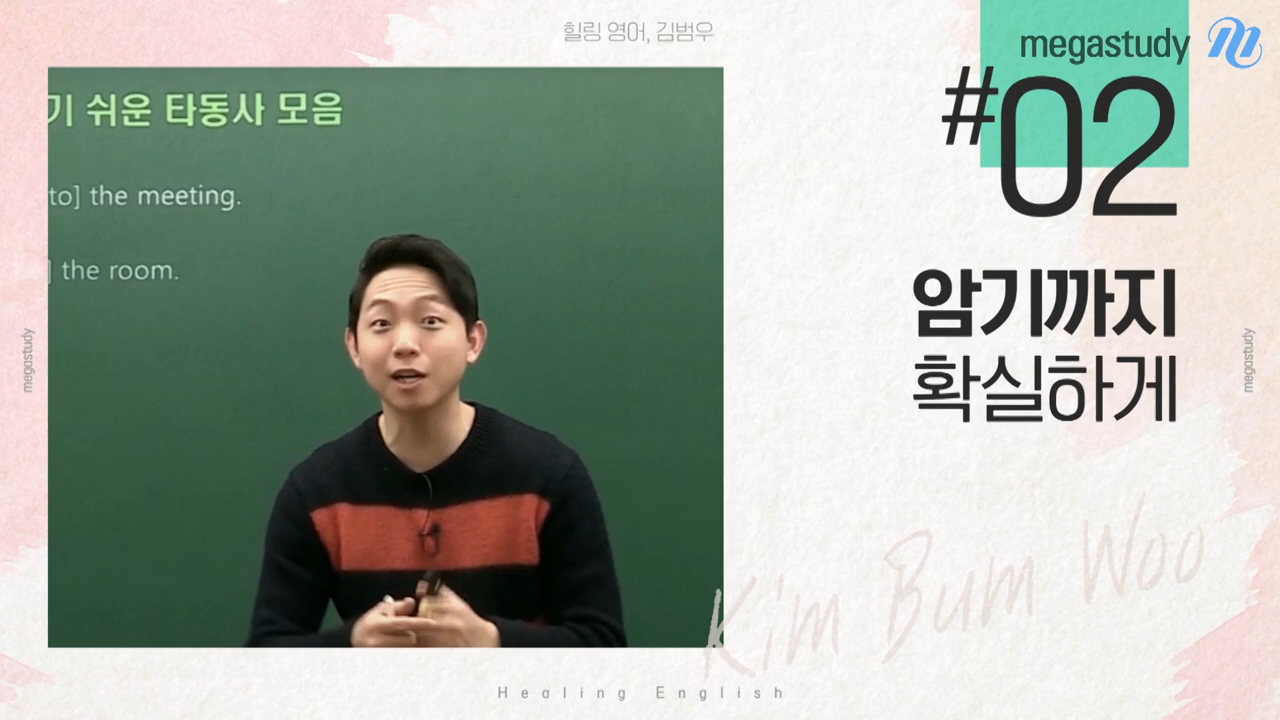 힐링 영어, 김범우
megastudy
#02
기 쉬운 타동사 모음
to] the meeting.
] the room.
암기까지
확실하게
megastudy
megastudy
Kim Bum Woo
Healing English